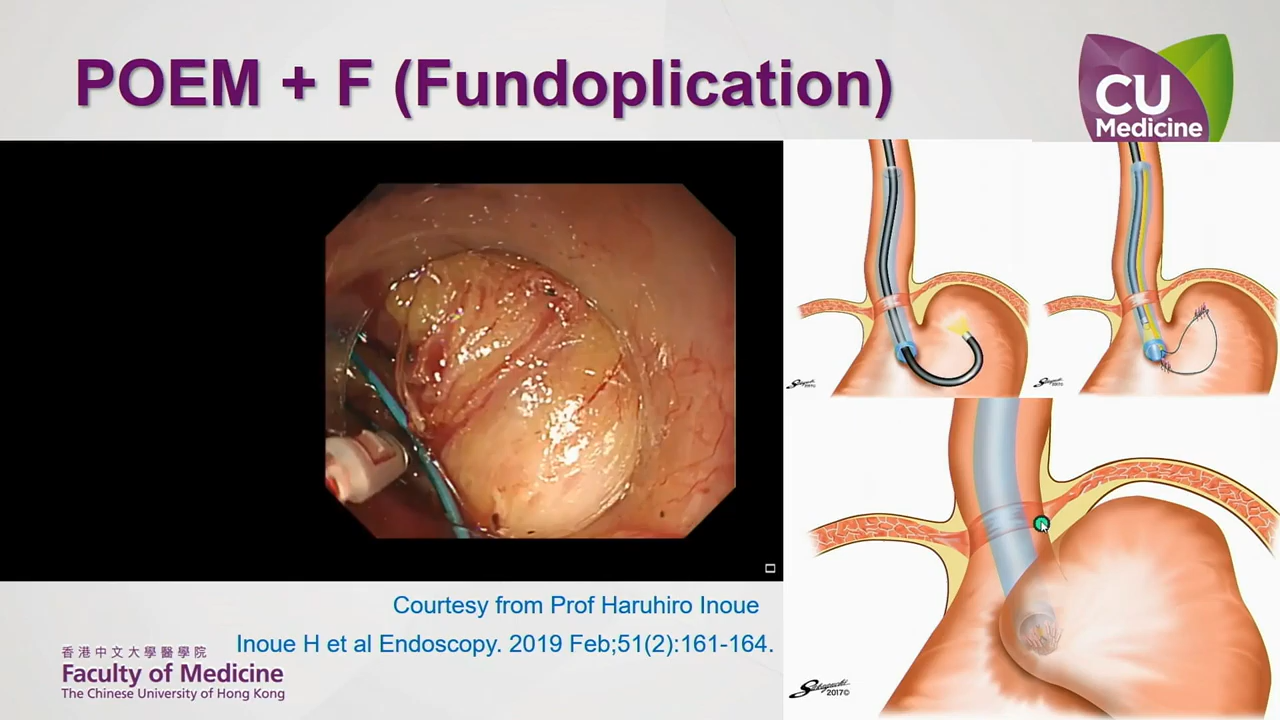 POEM + F (Fundoplication)
CU
Medicine
Courtesy from Prof Haruhiro Inoue
Inoue H et al Endoscopy. 2019 Feb;51(2):161-164.
香港中文大學醫學院
Faculty of Medicine
The Chinese University of Hong Kong
2017©